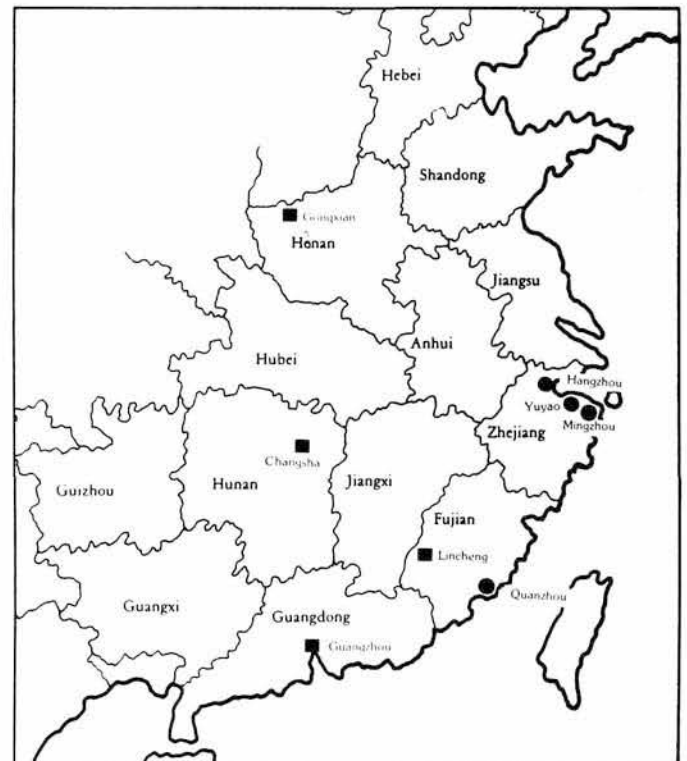 Hebei
Shandong
Gongxian
Henan
Jiangsu
Anhui
Hubei
Hangzhou
Yuyao
Mingzhou
Zhejiang
Changsha
Guizhou
Hunan
Jiangxi
Fujian
Lincheng
Quanzhou
Guangxi
Guangdong
Guangzhou